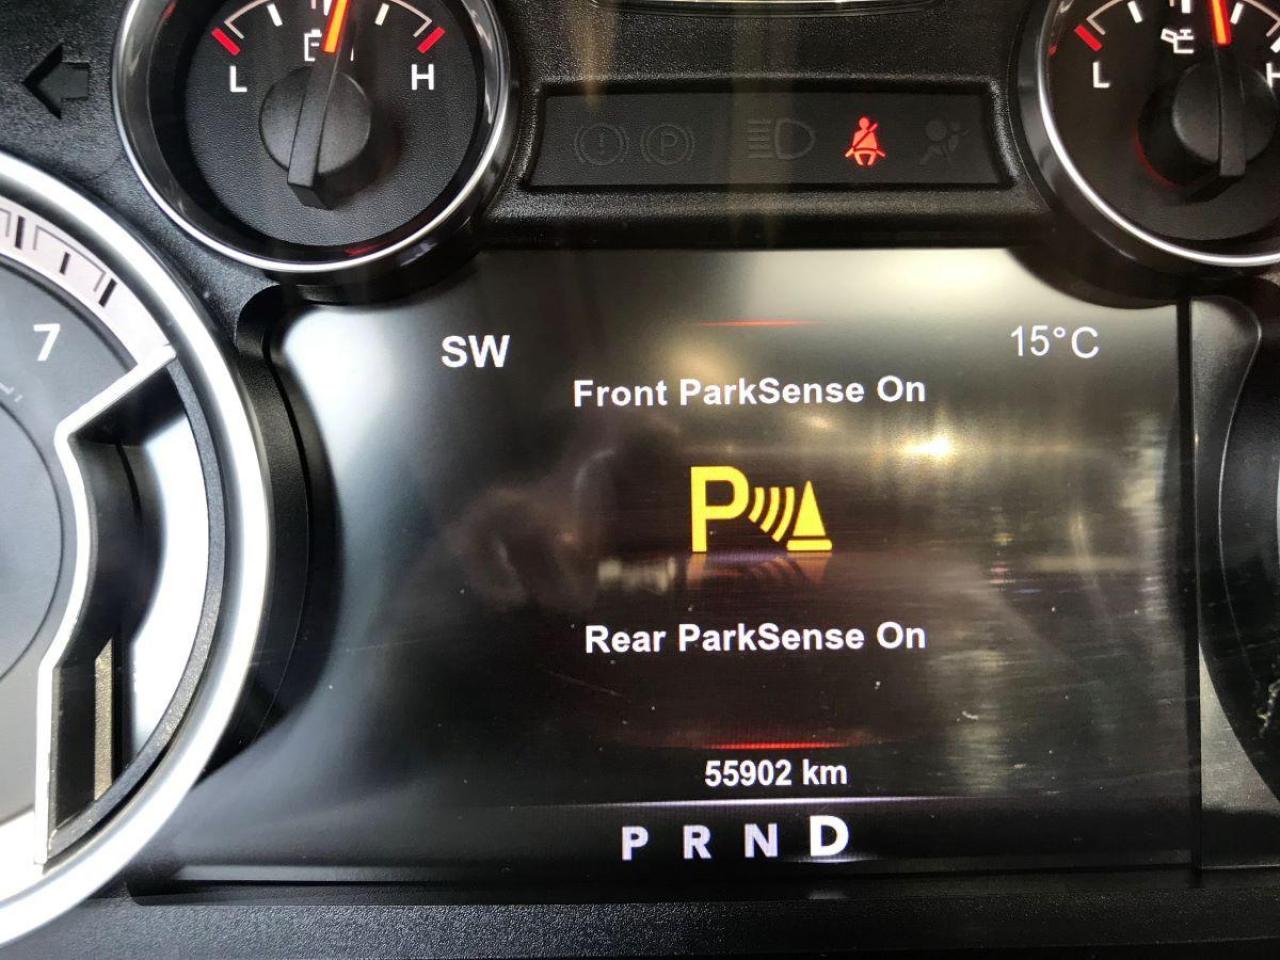 L H
L H
7
SW 15°C
Front ParkSense On
P
Rear ParkSense On
55902 km
P R N D